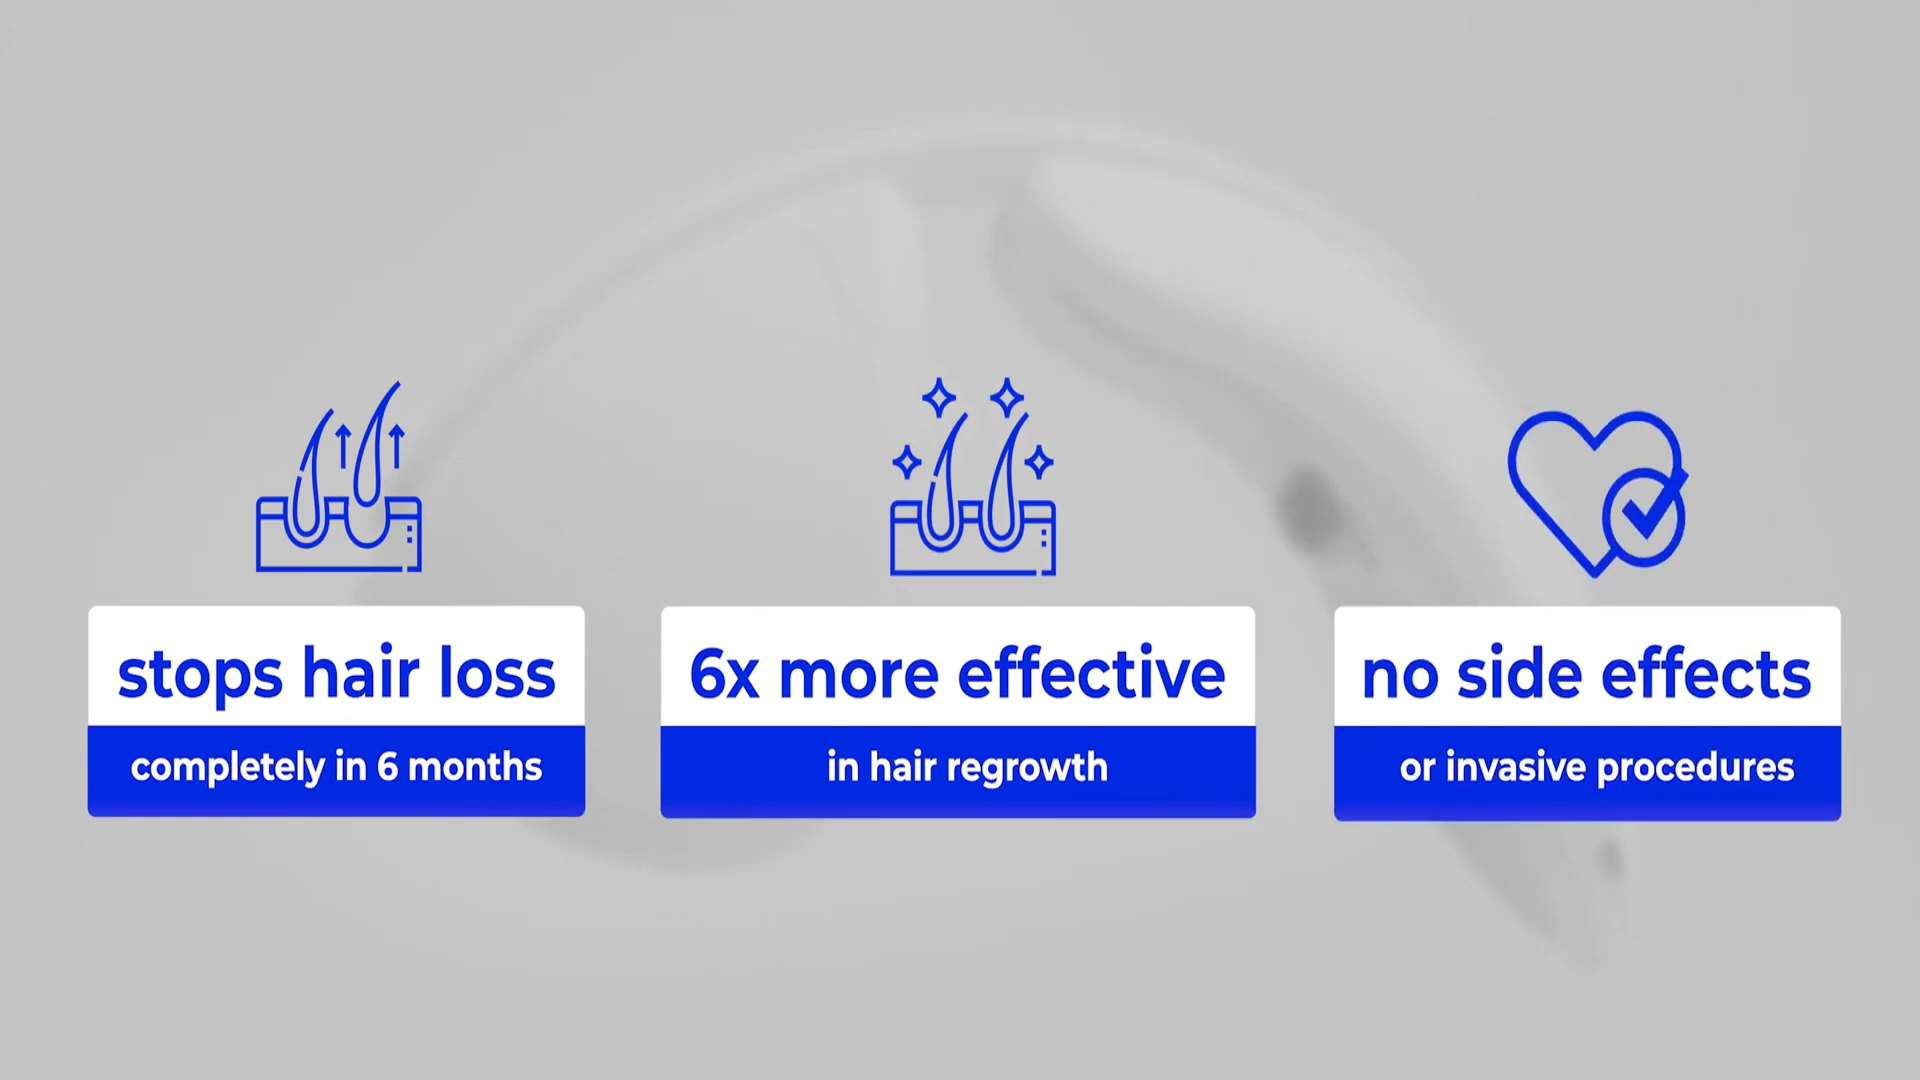 stops hair loss
completely in 6 months
6x more effective
in hair regrowth
no side effects
or invasive procedures